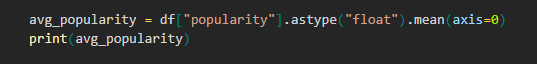 avg_popularity = df["popularity"].astype("float").mean(axis=0)
print(avg_popularity)